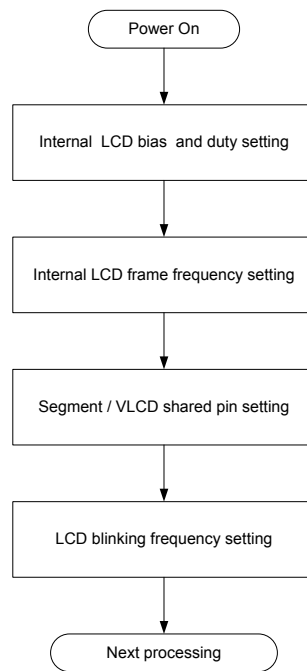 Power On
Internal LCD bias and duty setting
Internal LCD frame frequency setting
Segment / VLCD shared pin setting
LCD blinking frequency setting
Next processing